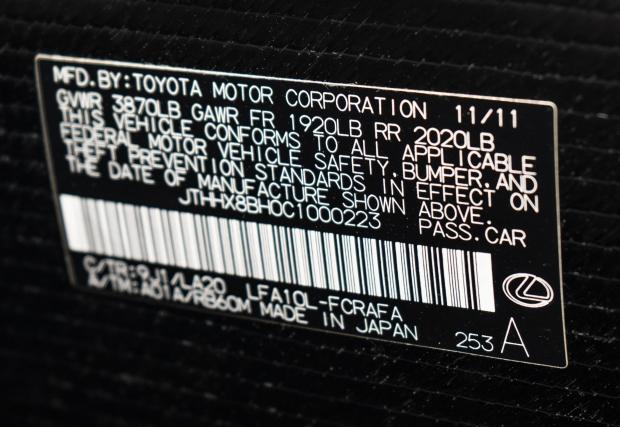 MFD.BY:TOYOTA MOTOR CORPORATION 11/11
GVWR 3870LB GAWR FR 1920LB RR 2020LB
THIS VEHICLE CONFORMS TO ALL APPLICABLE
FEDERAL MOTOR VEHICLE SAFETY,BUMPER,AND
THEFT PREVENTION STANDARDS IN EFFECT ON
THE DATE OF MANUFACTURE SHOWN ABOVE.
JTHHX8BH0C1000223 PASS.CAR
C/TR:9J1/LA20 LFA10L-FCRAFA
A/TM:A01A/RB60M MADE IN JAPAN
253 A